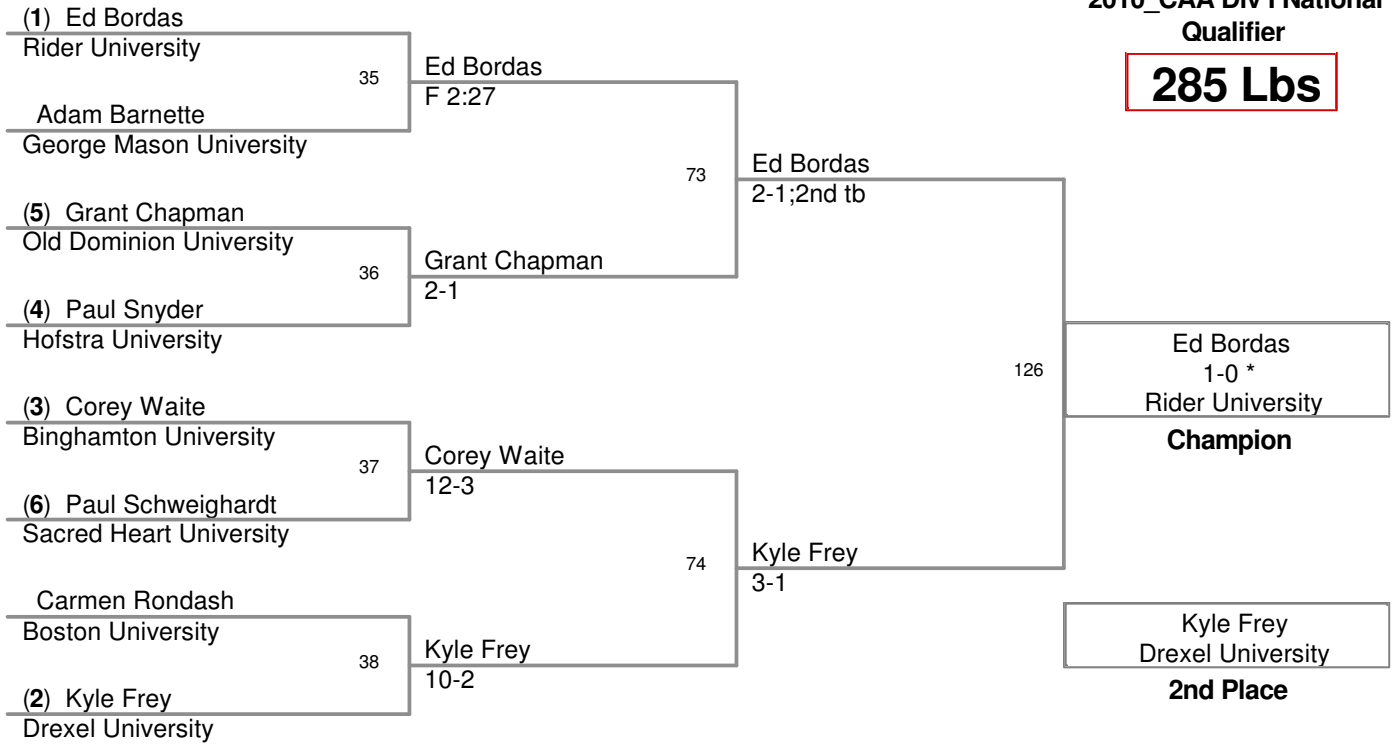 2010_CAA Div I National
Qualifier
285 Lbs
(1) Ed Bordas
Rider University
35
Adam Barnette
George Mason University
Ed Bordas
F 2:27
(5) Grant Chapman
Old Dominion University
36
(4) Paul Snyder
Hofstra University
Grant Chapman
2-1
73
Ed Bordas
2-1;2nd tb
(3) Corey Waite
Binghamton University
37
(6) Paul Schweighardt
Sacred Heart University
Corey Waite
12-3
Carmen Rondash
Boston University
38
(2) Kyle Frey
Drexel University
Kyle Frey
10-2
74
Kyle Frey
3-1
126
Ed Bordas
1-0 *
Rider University
Champion
Kyle Frey
Drexel University
2nd Place